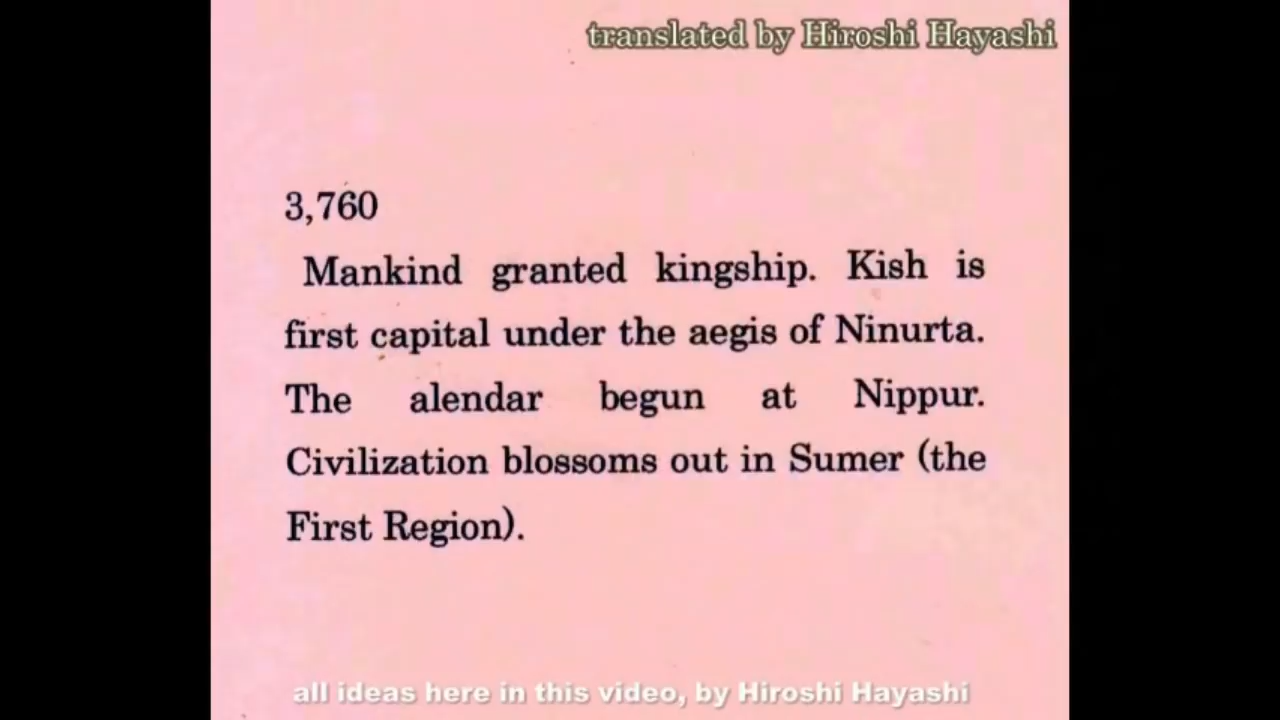 translated by Hiroshi Hayashi
3,760
Mankind granted kingship. Kish is
first capital under the aegis of Ninurta.
The alendar begun at Nippur.
Civilization blossoms out in Sumer (the
First Region).
all ideas here in this video, by Hiroshi Hayashi